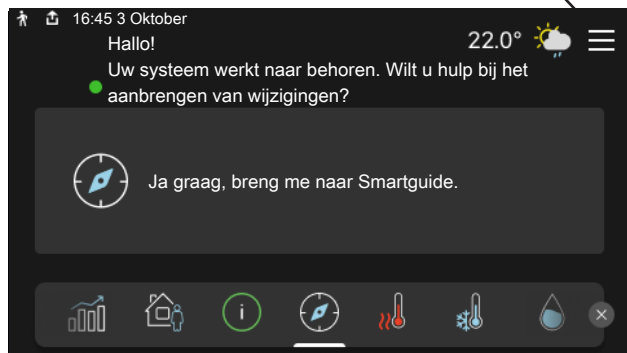 16:45 3 Oktober
22.0°
Hallo!
Uw systeem werkt naar behoren. Wilt u hulp bij het
aanbrengen van wijzigingen?
Ja graag, breng me naar Smartguide.
i